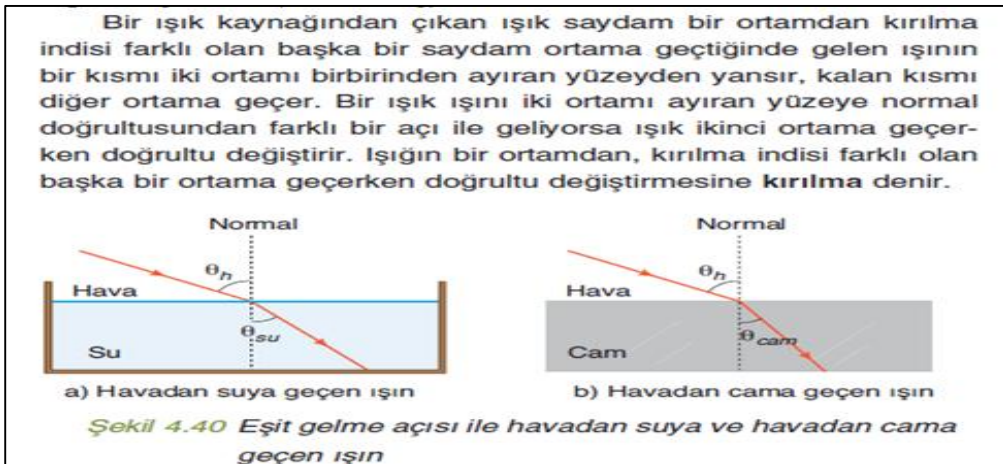 Bir ışık kaynağından çıkan ışık saydam bir ortamdan kırılma
indisi farklı olan başka bir saydam ortama geçtiğinde gelen ışının
bir kısmı iki ortamı birbirinden ayıran yüzeyden yansır, kalan kısmı
diğer ortama geçer. Bir ışık ışını iki ortamı ayıran yüzeye normal
doğrultusundan farklı bir açı ile geliyorsa ışık ikinci ortama geçer-
ken doğrultu değiştirir. Işığın bir ortamdan, kırılma indisi farklı olan
başka bir ortama geçerken doğrultu değiştirmesine kırılma denir.
Normal
θh
Hava
θsu
Su
a) Havadan suya geçen ışın
Normal
θh
Hava
θcam
Cam
b) Havadan cama geçen ışın
Şekil 4.40 Eşit gelme açısı ile havadan suya ve havadan cama
geçen ışın